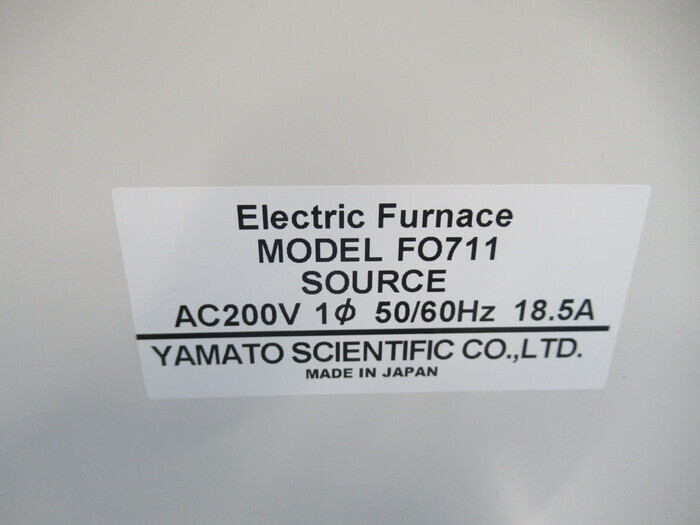 Electric Furnace
MODEL FO711
SOURCE
AC200V 1ϕ 50/60Hz 18.5A
YAMATO SCIENTIFIC CO.,LTD.
MADE IN JAPAN